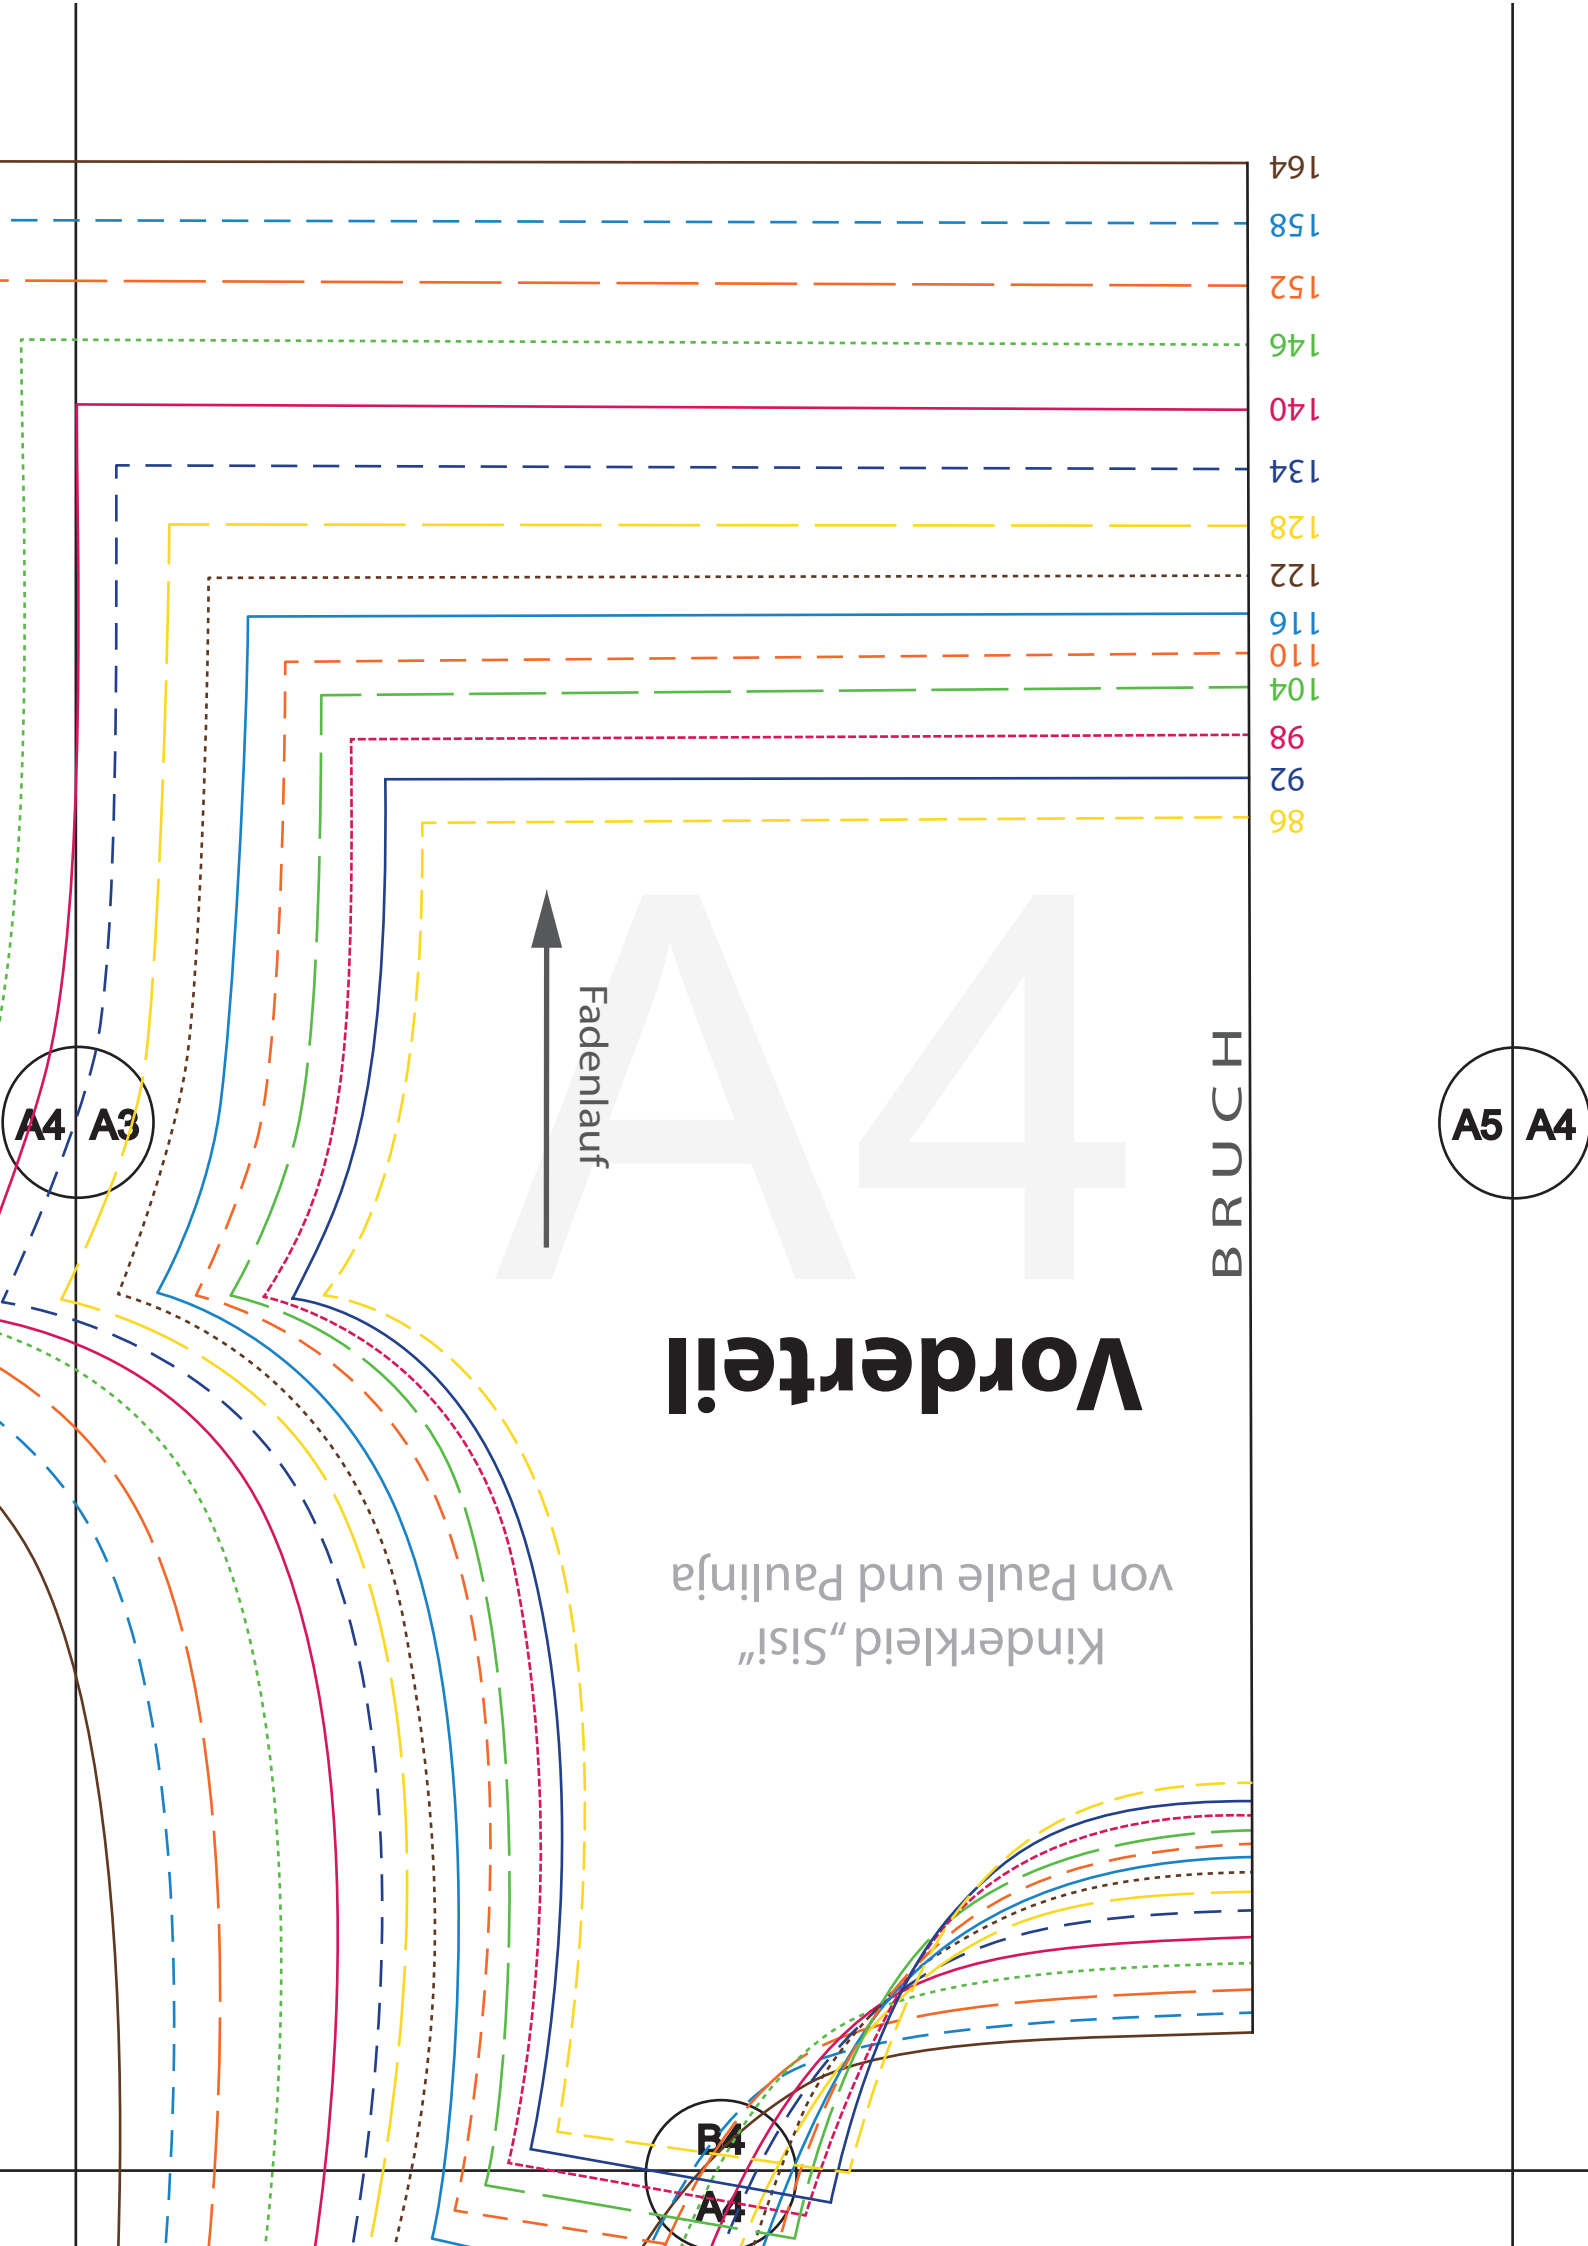 164
158
152
146
140
134
128
122
116
110
104
98
92
86
A4
Fadenlauf
BRUCH
A4 A3
A5 A4
Vorderteil
von Paule und Paulinja
Kinderkleid „Sisi“
B4
A4